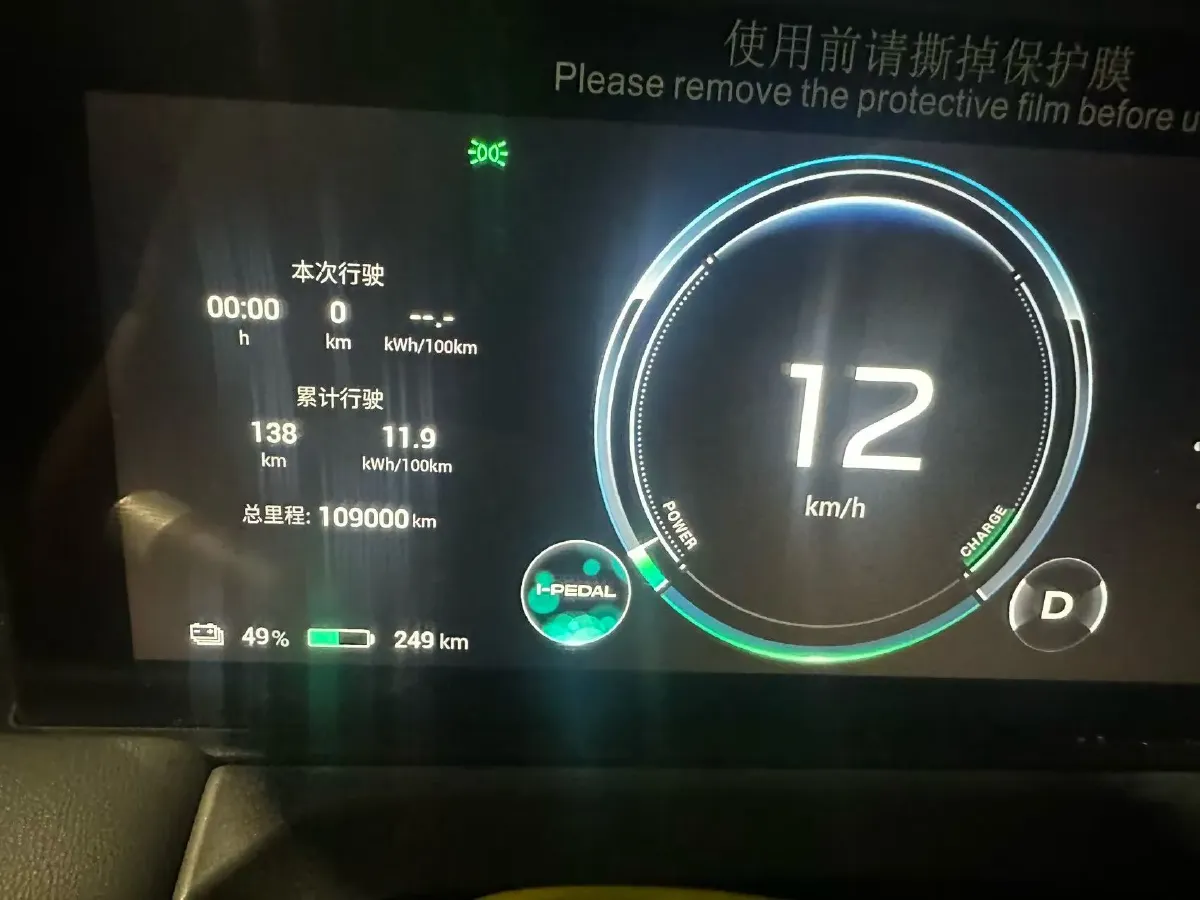 使用前请撕掉保护膜
Please remove the protective film before u
本次行驶
00:00 0 --.-
h km kWh/100km
累计行驶
138 11.9
km kWh/100km
总里程: 109000 km
49% 249 km
I-PEDAL
POWER
12
km/h
CHARGE
D